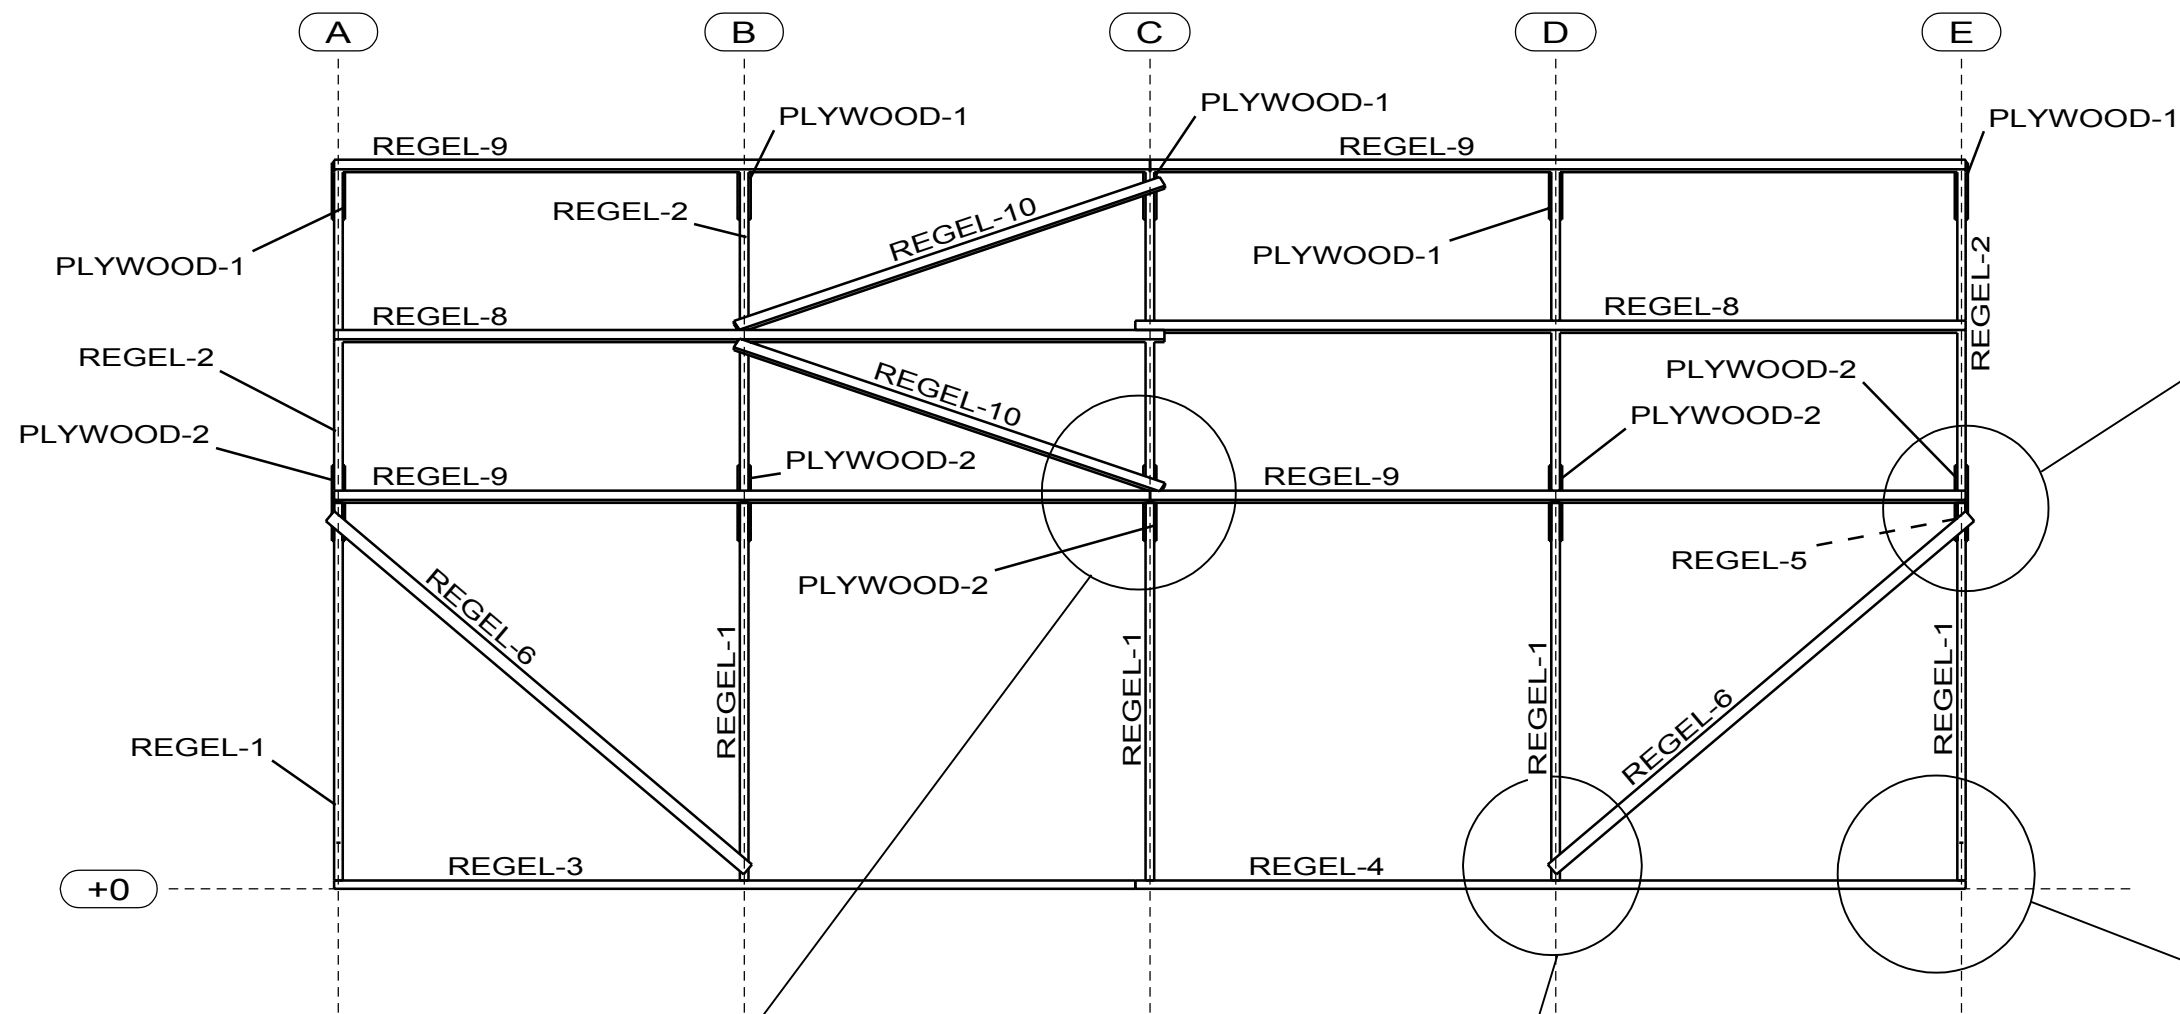 A
B
C
D
E
PLYWOOD-1
PLYWOOD-1
PLYWOOD-1
REGEL-9
REGEL-9
REGEL-2
REGEL-10
PLYWOOD-1
PLYWOOD-1
REGEL-2
REGEL-8
REGEL-8
REGEL-2
REGEL-10
PLYWOOD-2
PLYWOOD-2
PLYWOOD-2
PLYWOOD-2
REGEL-9
REGEL-9
REGEL-5
PLYWOOD-2
REGEL-6
REGEL-1
REGEL-1
REGEL-1
REGEL-1
REGEL-6
REGEL-1
REGEL-3
REGEL-4
+0